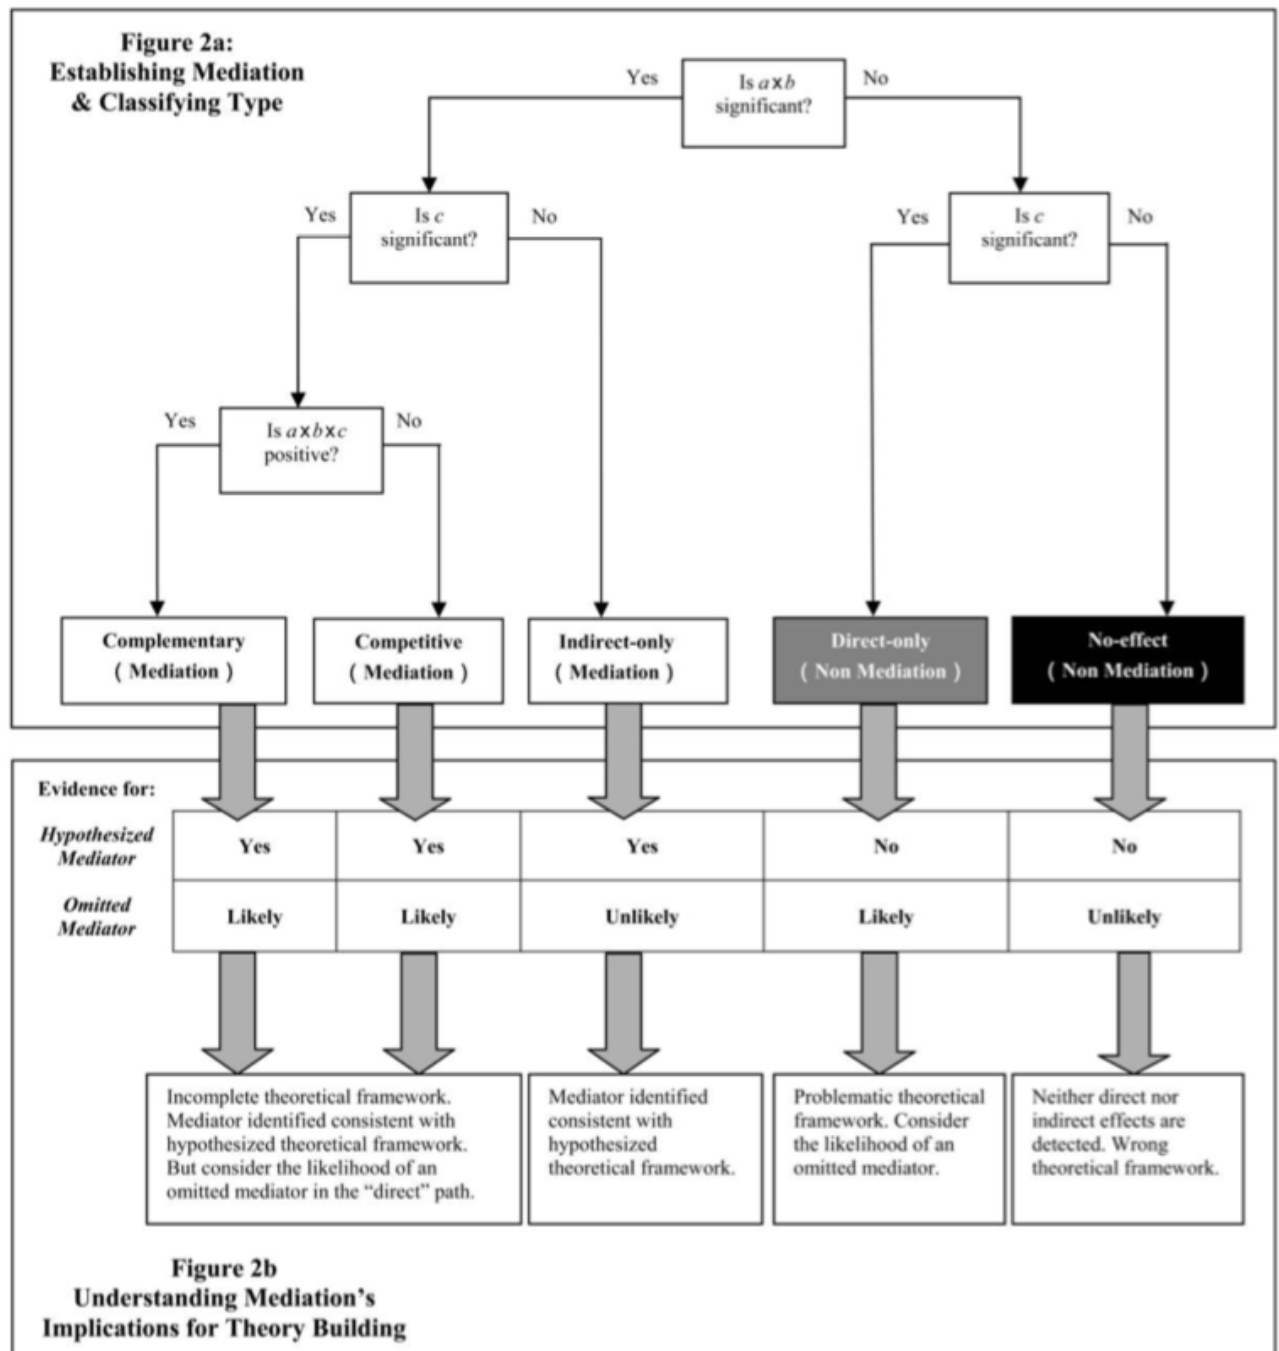 Figure 2a:
Establishing Mediation
& Classifying Type
Yes
Is a x b
significant?
No
Yes
Is c
significant?
No
Yes
Is c
significant?
No
Yes
Is a x b x c
positive?
No
Complementary
( Mediation )
Competitive
( Mediation )
Indirect-only
( Mediation )
Direct-only
( Non Mediation )
No-effect
( Non Mediation )
Evidence for:
Hypothesized
Mediator
Yes
Yes
Yes
No
No
Omitted
Mediator
Likely
Likely
Unlikely
Likely
Unlikely
Incomplete theoretical framework.
Mediator identified consistent with
hypothesized theoretical framework.
But consider the likelihood of an
omitted mediator in the “direct” path.
Mediator identified
consistent with
hypothesized
theoretical framework.
Problematic theoretical
framework. Consider
the likelihood of an
omitted mediator.
Neither direct nor
indirect effects are
detected. Wrong
theoretical framework.
Figure 2b
Understanding Mediation’s
Implications for Theory Building